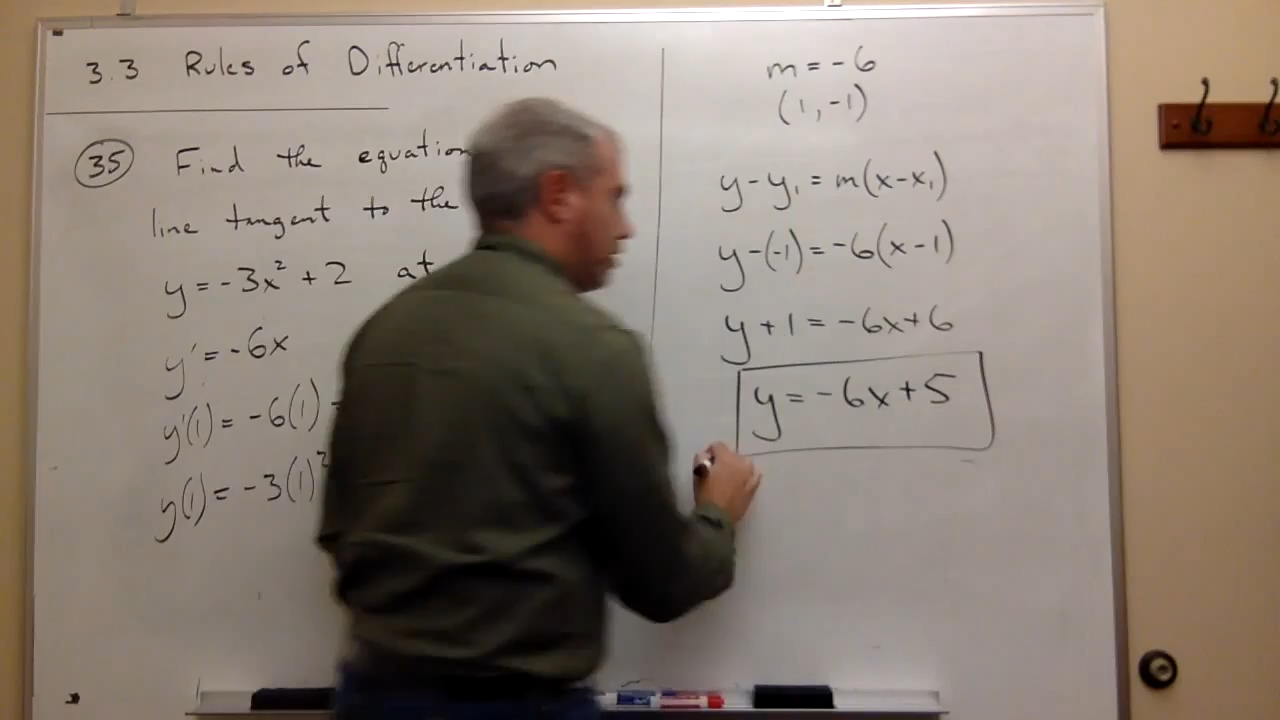 3.3 Rules of Differentiation
35 Find the equation
line tangent to the
y = -3x² + 2 at
y' = -6x
y'(1) = -6(1)
y(1) = -3(1)²
m = -6
(1, -1)
y - y₁ = m(x - x₁)
y - (-1) = -6(x - 1)
y + 1 = -6x + 6
y = -6x + 5